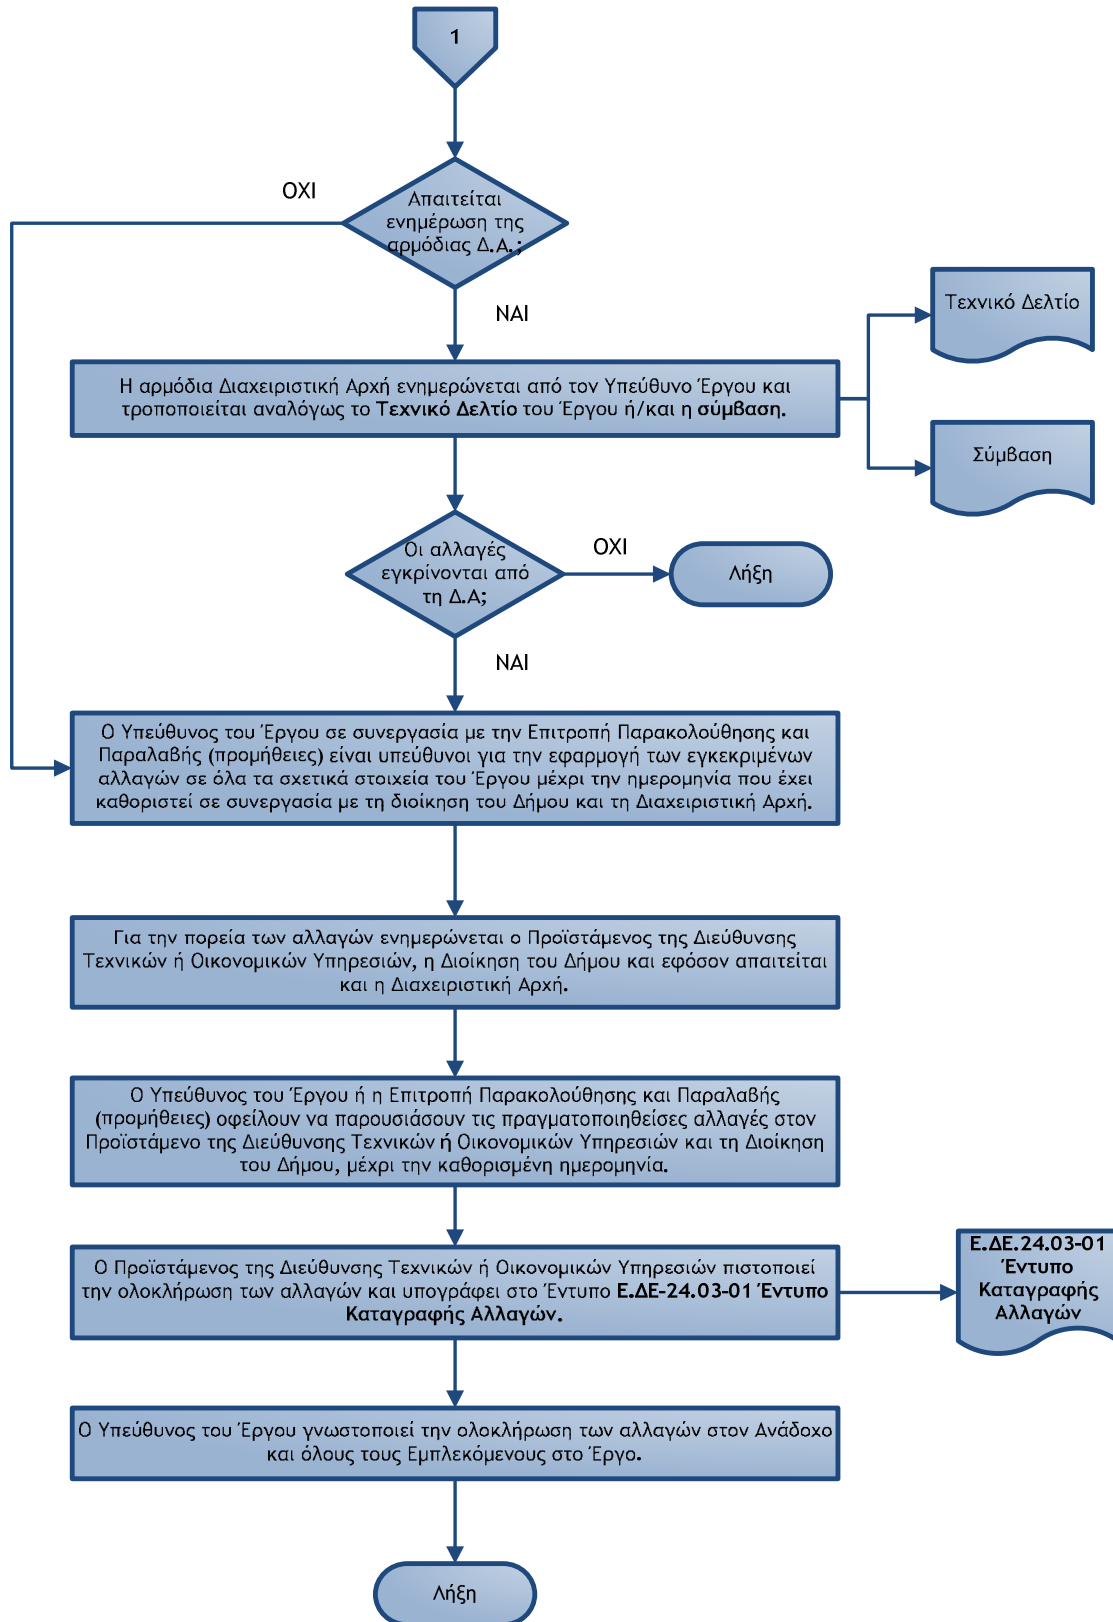 1
ΟΧΙ
Απαιτείται
ενημέρωση της
αρμόδιας Δ.Α.;
ΝΑΙ
Τεχνικό Δελτίο
Η αρμόδια Διαχειριστική Αρχή ενημερώνεται από τον Υπεύθυνο Έργου και
τροποποιείται αναλόγως το Τεχνικό Δελτίο του Έργου ή/και η σύμβαση.
Σύμβαση
Οι αλλαγές
εγκρίνονται από
τη Δ.Α;
ΟΧΙ
Λήξη
ΝΑΙ
Ο Υπεύθυνος του Έργου σε συνεργασία με την Επιτροπή Παρακολούθησης και
Παραλαβής (προμήθειες) είναι υπεύθυνοι για την εφαρμογή των εγκεκριμένων
αλλαγών σε όλα τα σχετικά στοιχεία του Έργου μέχρι την ημερομηνία που έχει
καθοριστεί σε συνεργασία με τη διοίκηση του Δήμου και τη Διαχειριστική Αρχή.
Για την πορεία των αλλαγών ενημερώνεται ο Προϊστάμενος της Διεύθυνσης
Τεχνικών ή Οικονομικών Υπηρεσιών, η Διοίκηση του Δήμου και εφόσον απαιτείται
και η Διαχειριστική Αρχή.
Ο Υπεύθυνος του Έργου ή η Επιτροπή Παρακολούθησης και Παραλαβής
(προμήθειες) οφείλουν να παρουσιάσουν τις πραγματοποιηθείσες αλλαγές στον
Προϊστάμενο της Διεύθυνσης Τεχνικών ή Οικονομικών Υπηρεσιών και τη Διοίκηση
του Δήμου, μέχρι την καθορισμένη ημερομηνία.
Ο Προϊστάμενος της Διεύθυνσης Τεχνικών ή Οικονομικών Υπηρεσιών πιστοποιεί
την ολοκλήρωση των αλλαγών και υπογράφει στο Έντυπο Ε.ΔΕ-24.03-01 Έντυπο
Καταγραφής Αλλαγών.
Ε.ΔΕ.24.03-01
Έντυπο
Καταγραφής
Αλλαγών
Ο Υπεύθυνος του Έργου γνωστοποιεί την ολοκλήρωση των αλλαγών στον Ανάδοχο
και όλους τους Εμπλεκόμενους στο Έργο.
Λήξη